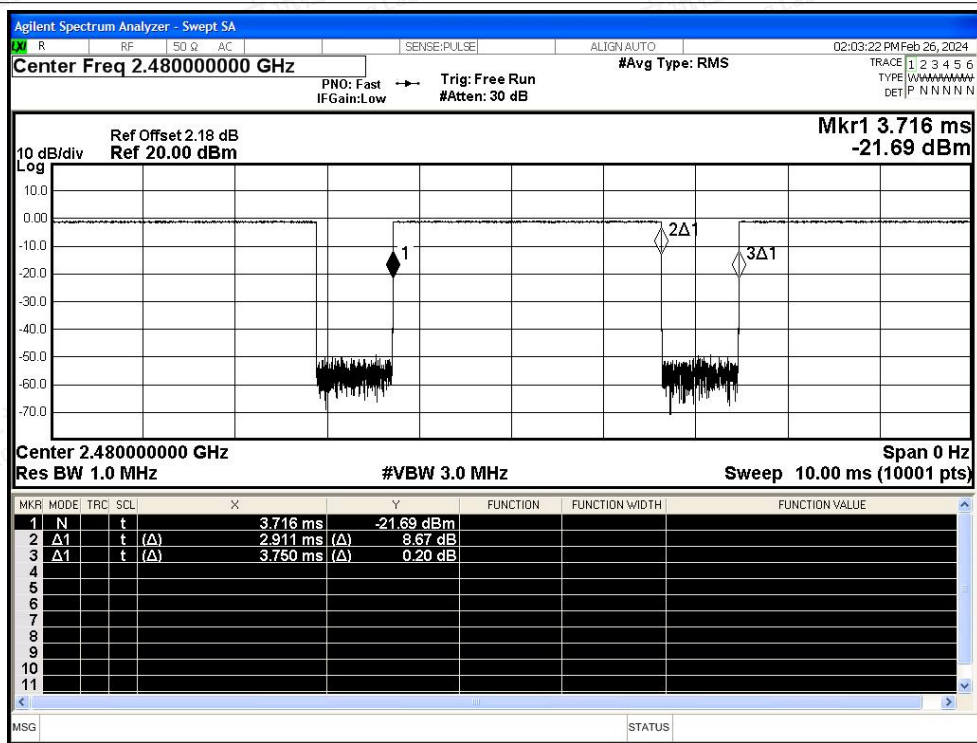 Agilent Spectrum Analyzer - Swept SA
LXI R RF 50 Ω AC SENSE:PULSE ALIGN AUTO 02:03:22 PM Feb 26, 2024
Center Freq 2.480000000 GHz
PNO: Fast
IFGain:Low
Trig: Free Run
#Atten: 30 dB
#Avg Type: RMS
TRACE 1 2 3 4 5 6
TYPE WWWWWW
DET P N N N N N
Ref Offset 2.18 dB
10 dB/div Ref 20.00 dBm
Log
Mkr1 3.716 ms
-21.69 dBm
10.0
0.00
-10.0
-20.0
-30.0
-40.0
-50.0
-60.0
-70.0
1
2Δ1
3Δ1
Center 2.480000000 GHz Span 0 Hz
Res BW 1.0 MHz #VBW 3.0 MHz Sweep 10.00 ms (10001 pts)
MKR MODE TRC SCL X Y FUNCTION FUNCTION WIDTH FUNCTION VALUE
1 N t 3.716 ms -21.69 dBm
2 Δ1 t (Δ) 2.911 ms (Δ) 8.67 dB
3 Δ1 t (Δ) 3.750 ms (Δ) 0.20 dB
4
5
6
7
8
9
10
11
MSG STATUS